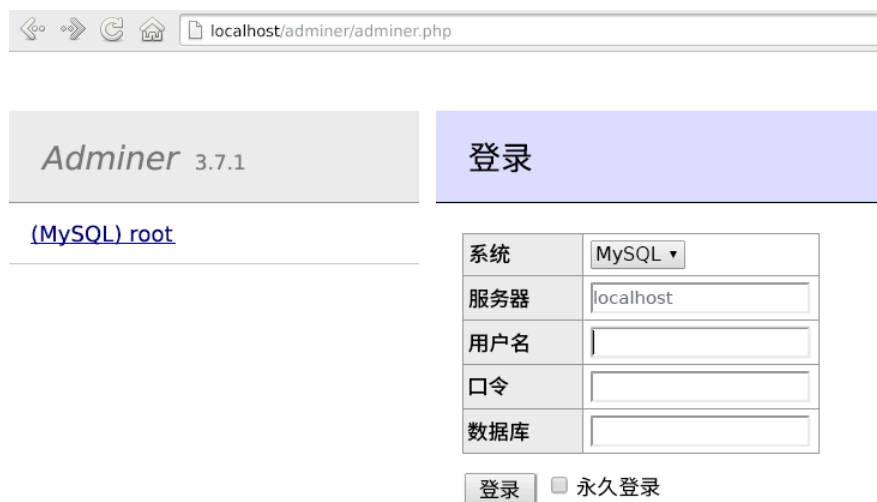 localhost/adminer/adminer.php
Adminer 3.7.1
(MySQL) root
登录
系统 MySQL
服务器 localhost
用户名
口令
数据库
登录 永久登录